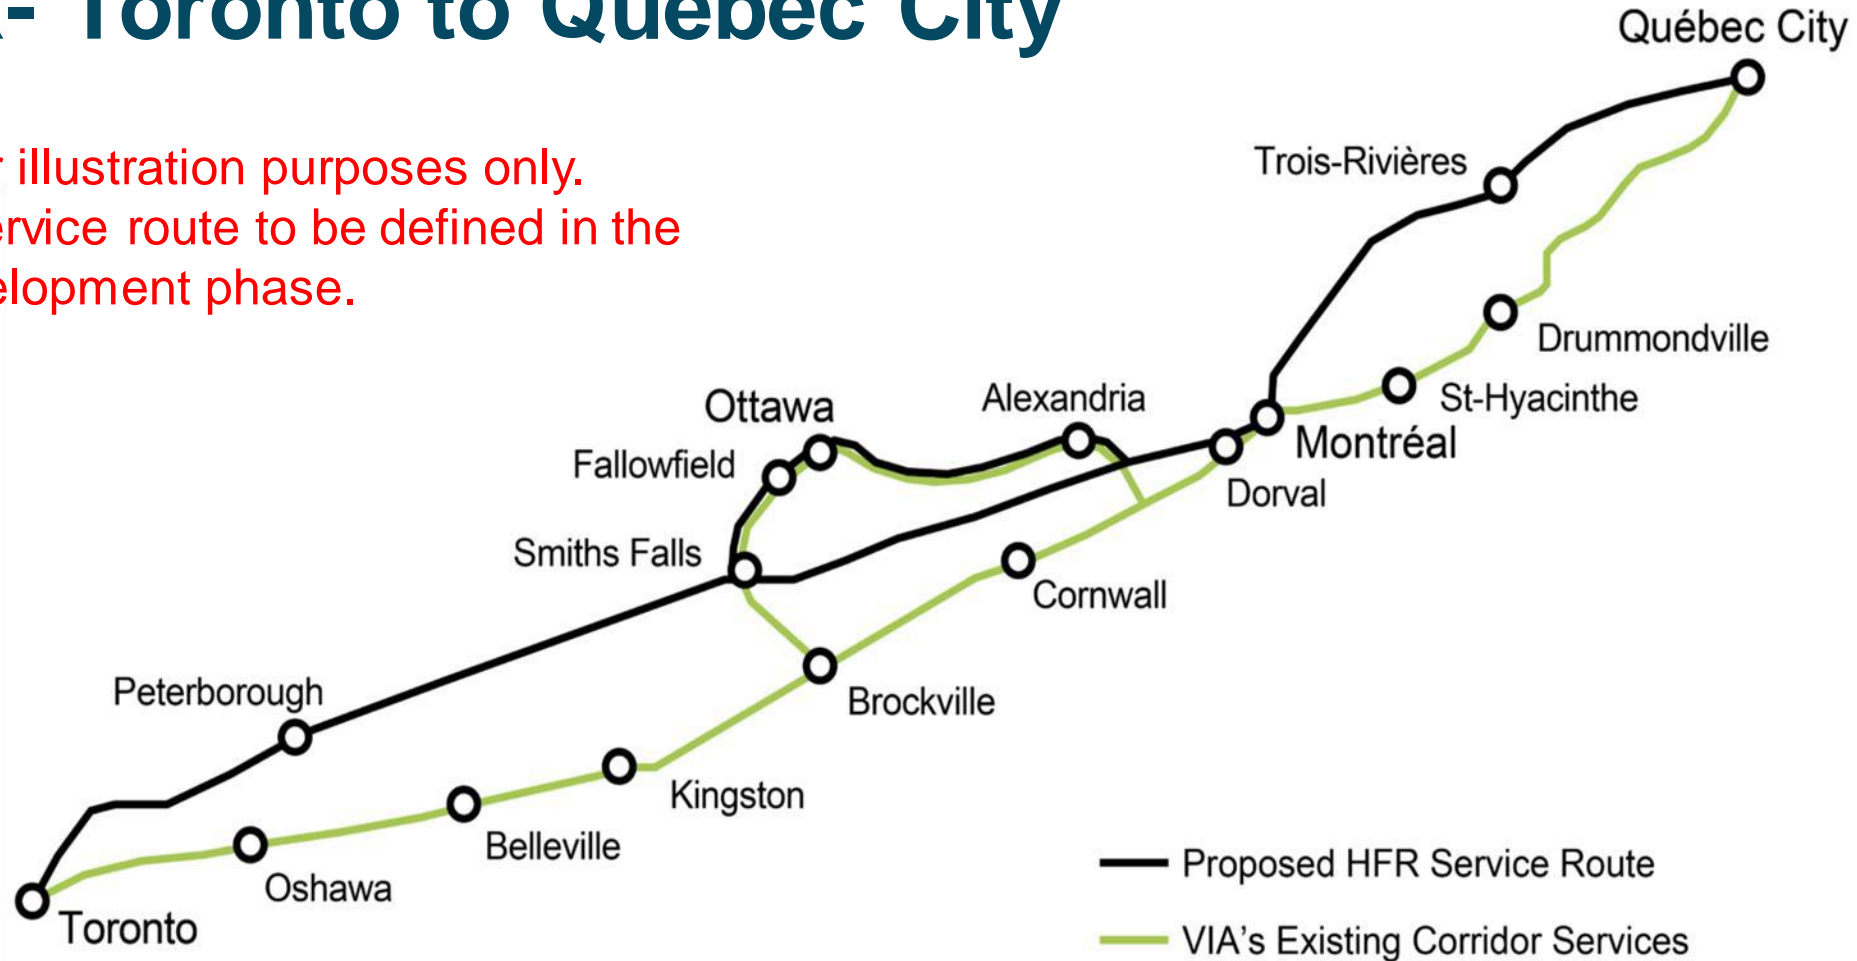 - Toronto to Québec City
illustration purposes only.
service route to be defined in the
phase.
Québec City
Trois-Rivières
Drummondville
St-Hyacinthe
Alexandria
Ottawa
Montréal
Fallowfield
Dorval
Smiths Falls
Cornwall
Peterborough
Brockville
Kingston
Belleville
Oshawa
Toronto
Proposed HFR Service Route
VIA's Existing Corridor Services